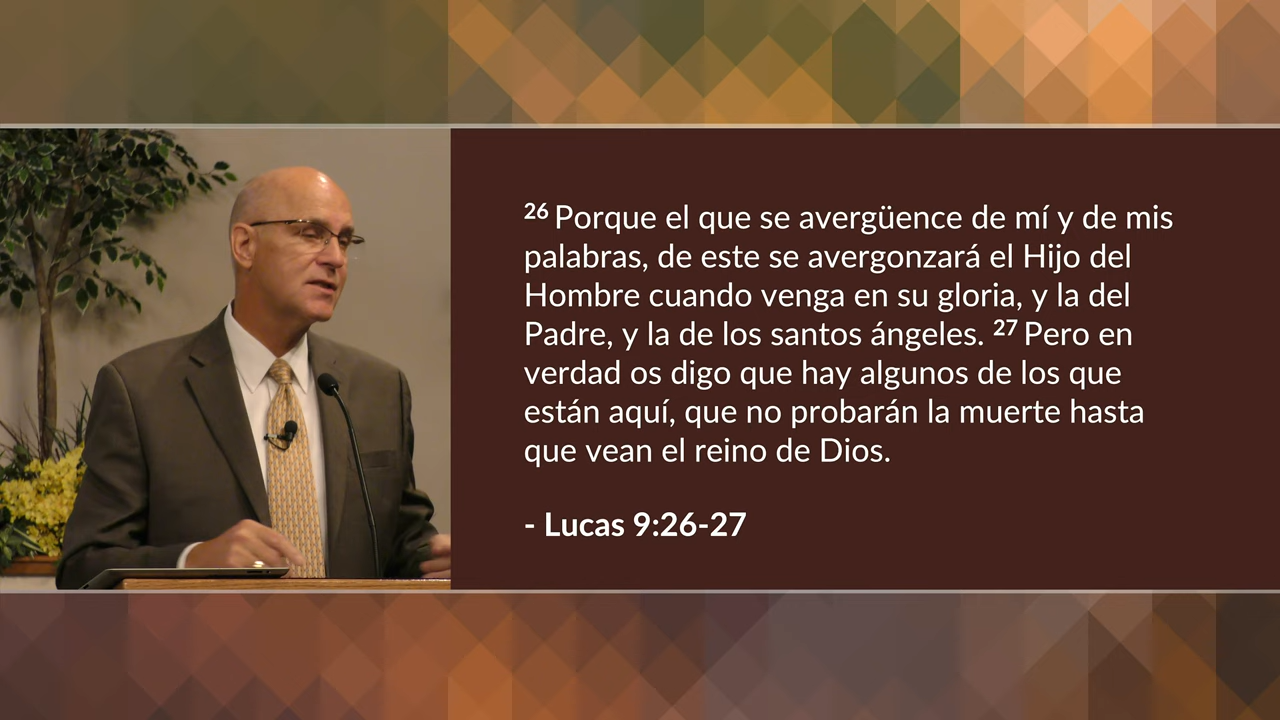 26 Porque el que se avergüence de mí y de mis
palabras, de este se avergonzará el Hijo del
Hombre cuando venga en su gloria, y la del
Padre, y la de los santos ángeles. 27 Pero en
verdad os digo que hay algunos de los que
están aquí, que no probarán la muerte hasta
que vean el reino de Dios.
- Lucas 9:26-27